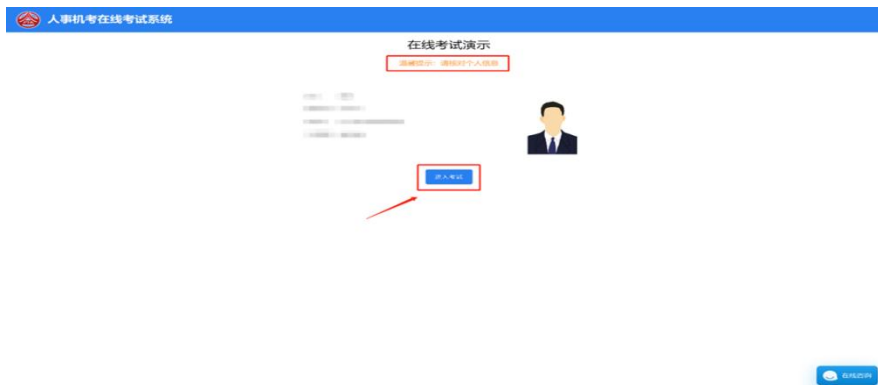 人事机考在线考试系统
在线考试演示
温馨提示：请核对个人信息
进入考试
在线咨询